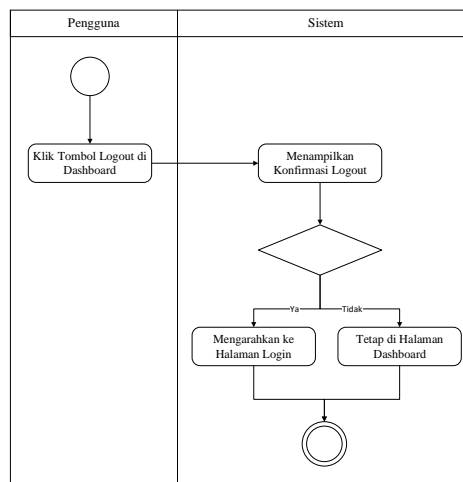 Pengguna
Sistem
Klik Tombol Logout di
Dashboard
Menampilkan
Konfirmasi Logout
Ya
Tidak
Mengarahkan ke
Halaman Login
Tetap di Halaman
Dashboard